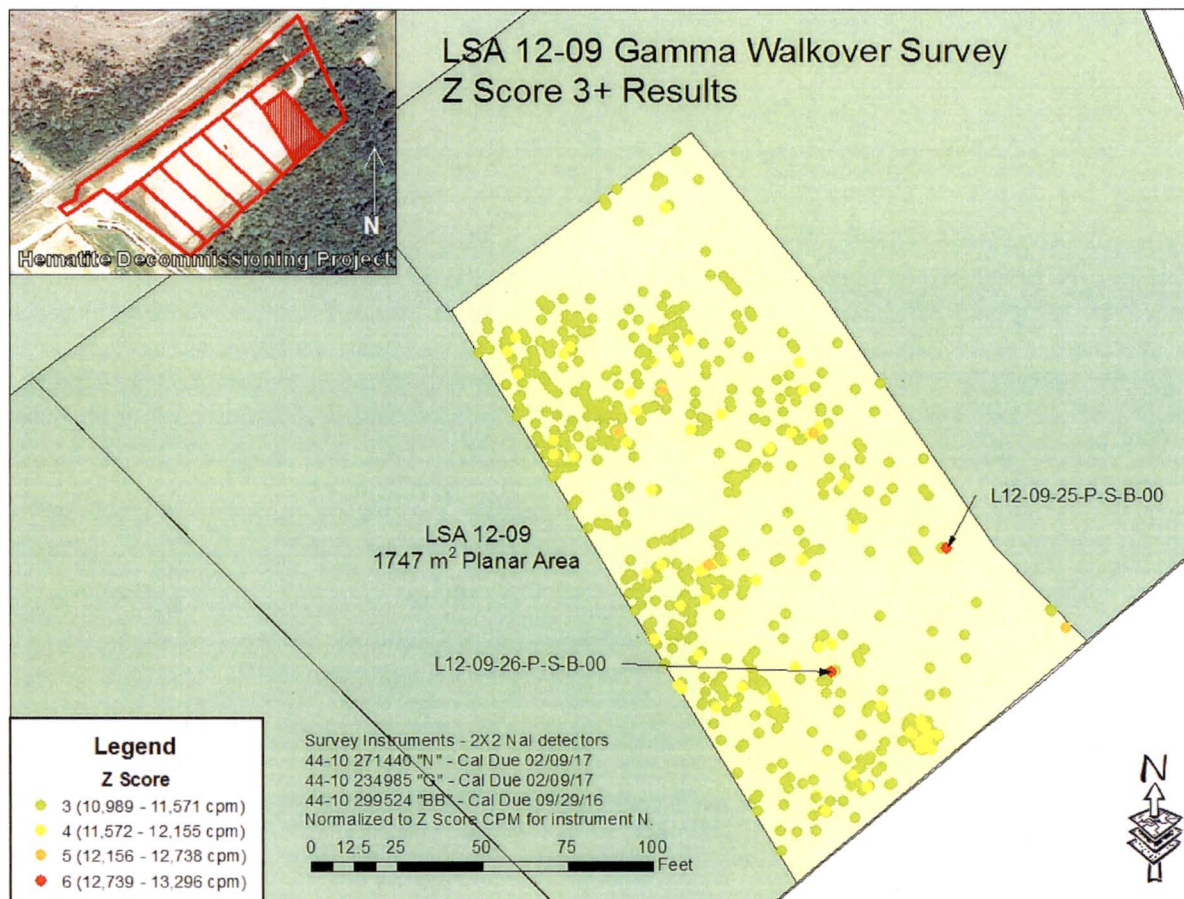 LSA 12-09 Gamma Walkover Survey
Z Score 3+ Results
N
Hematite Decommissioning Project
L12-09-25-P-S-B-00
LSA 12-09
1747 m² Planar Area
L12-09-26-P-S-B-00
Legend
Z Score
3 (10,989 - 11,571 cpm)
4 (11,572 - 12,155 cpm)
5 (12,156 - 12,738 cpm)
6 (12,739 - 13,296 cpm)
Survey Instruments - 2X2 NaI detectors
44-10 271440 "N" - Cal Due 02/09/17
44-10 234985 "G" - Cal Due 02/09/17
44-10 299524 "BB" - Cal Due 09/29/16
Normalized to Z Score CPM for instrument N.
0 12.5 25 50 75 100
Feet
N